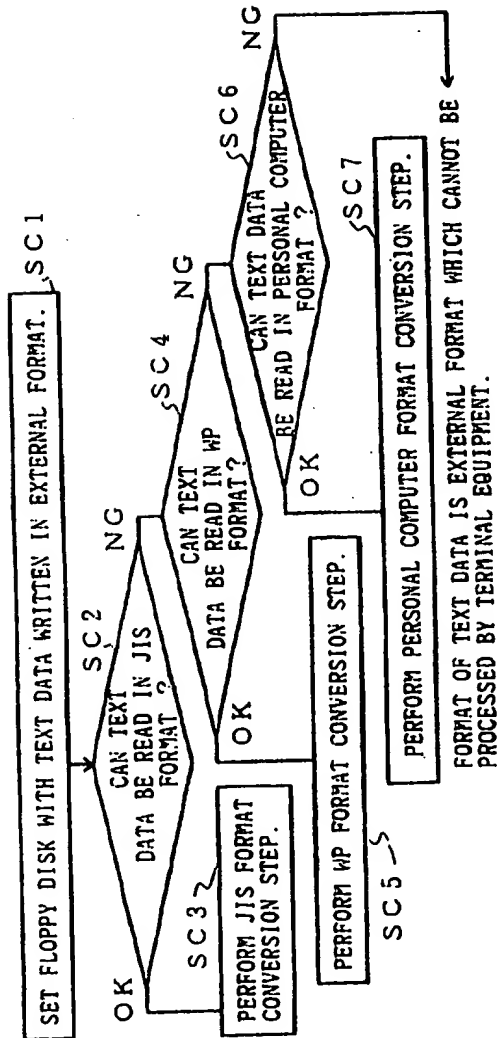 SET FLOPPY DISK WITH TEXT DATA WRITTEN IN EXTERNAL FORMAT.
SC1
SC2
CAN TEXT
DATA BE READ IN JIS
FORMAT ?
OK
NG
SC3
PERFORM JIS FORMAT
CONVERSION STEP.
SC4
CAN TEXT
DATA BE READ IN WP
FORMAT?
OK
NG
PERFORM WP FORMAT CONVERSION STEP.
SC5
SC6
CAN TEXT DATA
BE READ IN PERSONAL COMPUTER
FORMAT ?
OK
NG
SC7
PERFORM PERSONAL COMPUTER FORMAT CONVERSION STEP.
FORMAT OF TEXT DATA IS EXTERNAL FORMAT WHICH CANNOT BE
PROCESSED BY TERMINAL EQUIPMENT.